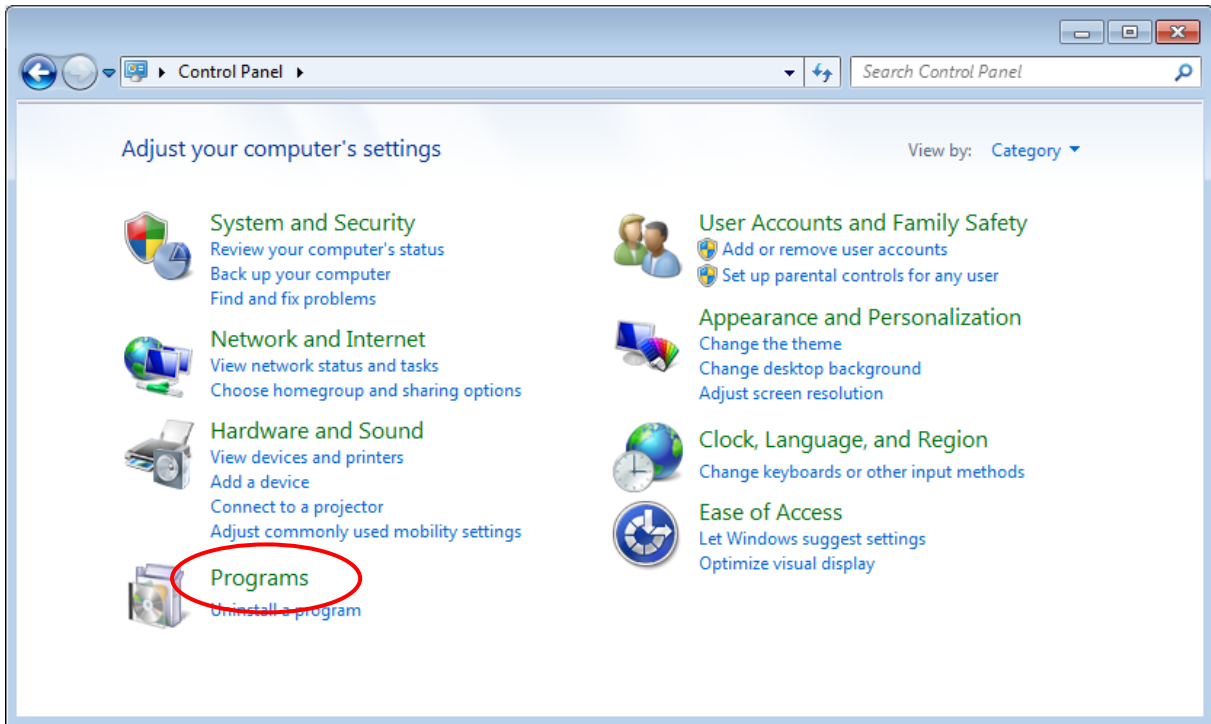 Control Panel
Search Control Panel
Adjust your computer's settings
View by: Category
System and Security
Review your computer's status
Back up your computer
Find and fix problems
Network and Internet
View network status and tasks
Choose homegroup and sharing options
Hardware and Sound
View devices and printers
Add a device
Connect to a projector
Adjust commonly used mobility settings
Programs
Uninstall a program
User Accounts and Family Safety
Add or remove user accounts
Set up parental controls for any user
Appearance and Personalization
Change the theme
Change desktop background
Adjust screen resolution
Clock, Language, and Region
Change keyboards or other input methods
Ease of Access
Let Windows suggest settings
Optimize visual display